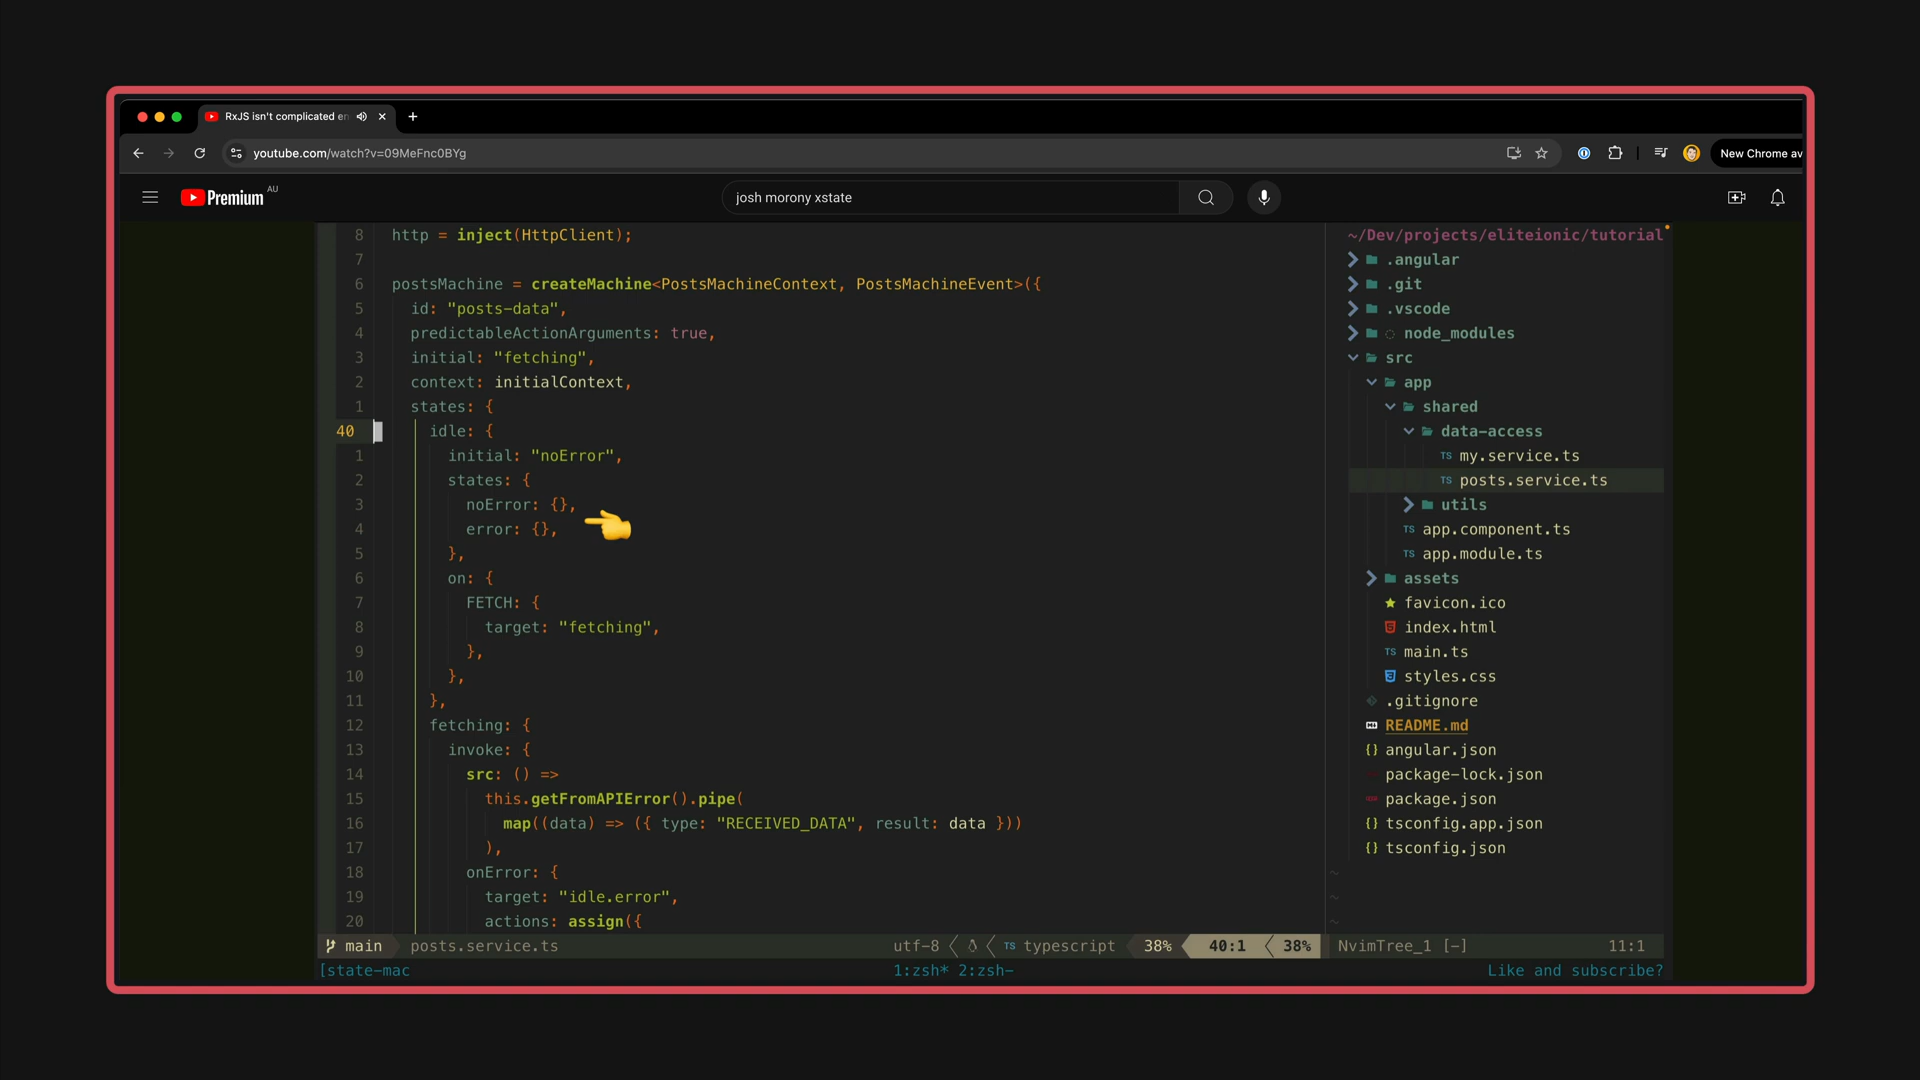 RxJS isn't complicated en
youtube.com/watch?v=09MeFnc0BYg
New Chrome av
Premium AU
josh morony xstate
8 http = inject(HttpClient);
7
6 postsMachine = createMachine<PostsMachineContext, PostsMachineEvent>({
5 id: "posts-data",
4 predictableActionArguments: true,
3 initial: "fetching",
2 context: initialContext,
1 states: {
40 idle: {
1 initial: "noError",
2 states: {
3 noError: {},
4 error: {},
5 },
6 on: {
7 FETCH: {
8 target: "fetching",
9 },
10 },
11 },
12 fetching: {
13 invoke: {
14 src: () =>
15 this.getFromAPIError().pipe(
16 map((data) => ({ type: "RECEIVED_DATA", result: data }))
17 ),
18 onError: {
19 target: "idle.error",
20 actions: assign({
~/Dev/projects/eliteionic/tutorial
.angular
.git
.vscode
node_modules
src
app
shared
data-access
TS my.service.ts
TS posts.service.ts
utils
TS app.component.ts
TS app.module.ts
assets
favicon.ico
index.html
TS main.ts
styles.css
.gitignore
README.md
{} angular.json
package-lock.json
package.json
{} tsconfig.app.json
{} tsconfig.json
~
~
~
main posts.service.ts utf-8 TS typescript 38% 40:1 38% NvimTree_1 [-] 11:1
[state-mac 1:zsh* 2:zsh- Like and subscribe?